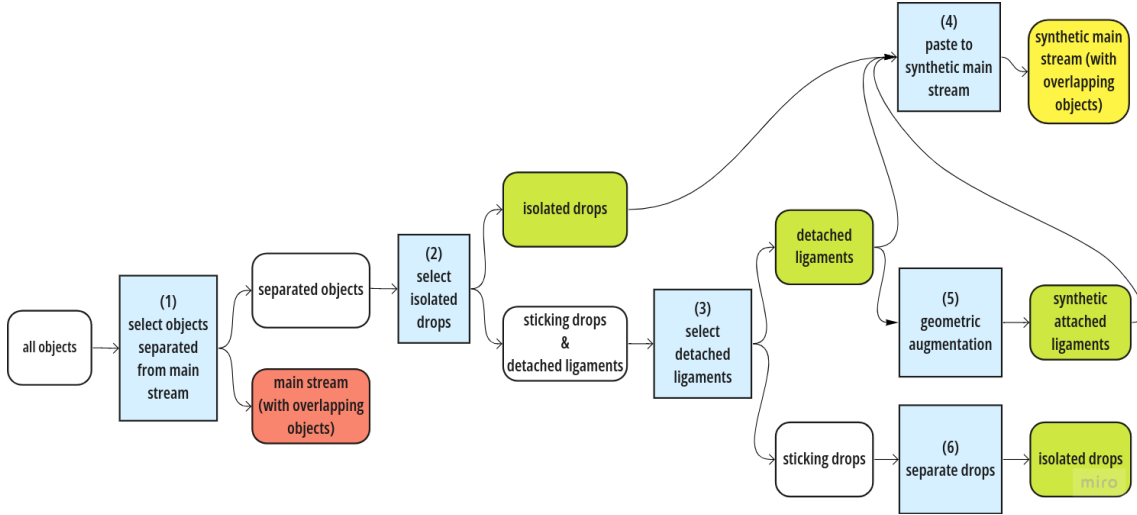 (4)
paste to
synthetic main
stream
synthetic main
stream (with
overlapping
objects)
isolated drops
detached
ligaments
(2)
select
isolated
drops
separated objects
(1)
select objects
separated
from main
stream
all objects
main stream
(with overlapping
objects)
sticking drops
&
detached ligaments
(3)
select
detached
ligaments
(5)
geometric
augmentation
synthetic
attached
ligaments
sticking drops
(6)
separate drops
isolated drops
miro